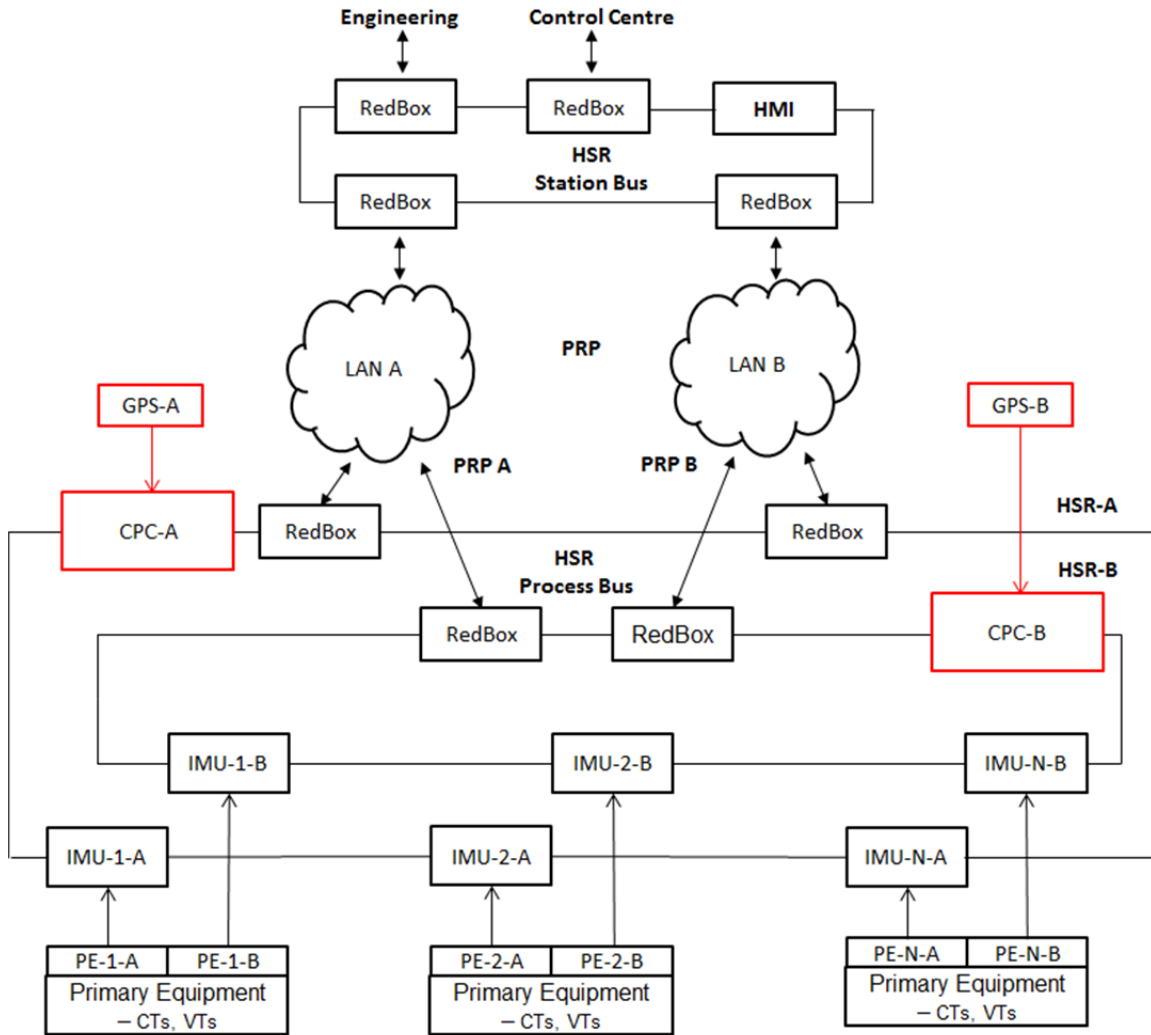 Engineering
Control Centre
RedBox
RedBox
HMI
HSR
Station Bus
RedBox
RedBox
LAN A
PRP
LAN B
GPS-A
GPS-B
PRP A
PRP B
CPC-A
RedBox
RedBox
HSR-A
HSR
Process Bus
HSR-B
RedBox
RedBox
CPC-B
IMU-1-B
IMU-2-B
IMU-N-B
IMU-1-A
IMU-2-A
IMU-N-A
PE-1-A
PE-1-B
Primary Equipment
– CTs, VTs
PE-2-A
PE-2-B
Primary Equipment
– CTs, VTs
PE-N-A
PE-N-B
Primary Equipment
– CTs, VTs